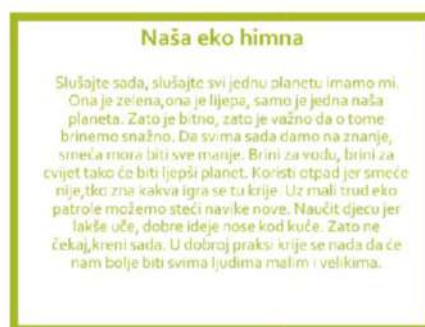 Naša eko himna
Slušajte sada, slušajte svi jednu planetu imamo mi.
Ona je zelena,ona je lijepa, samo je jedna naša
planeta. Zato je bitno, zato je važno da o tome
brinemo snažno. Da svima sada damo na znanje,
smeća mora biti sve manje. Brini za vodu, brini za
cvijet tako će biti ljepši planet. Koristi otpad jer smeće
nije,tko zna kakva igra se tu krije. Uz mali trud eko
patrole možemo steći navike nove. Naučit djecu jer
lakše uče, dobre ideje nose kod kuće. Zato ne
čekaj,kreni sada. U dobroj praksi krije se nada da će
nam bolje biti svima ljudima malim i velikima.